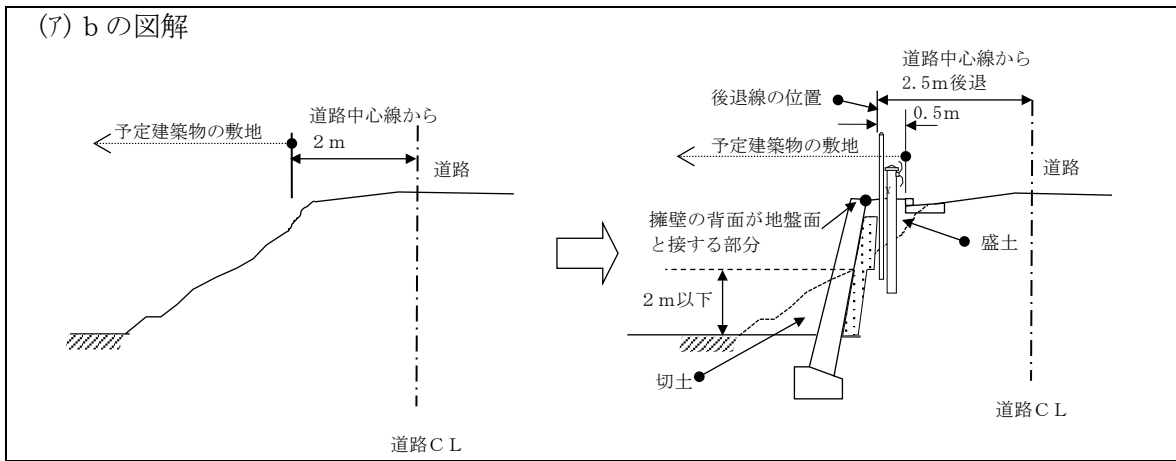 (ｱ) b の図解
道路中心線から
2 m
予定建築物の敷地
道路
道路ＣＬ
道路中心線から
2.5m後退
後退線の位置
0.5m
予定建築物の敷地
道路
擁壁の背面が地盤面
と接する部分
盛土
2 m以下
切土
道路ＣＬ